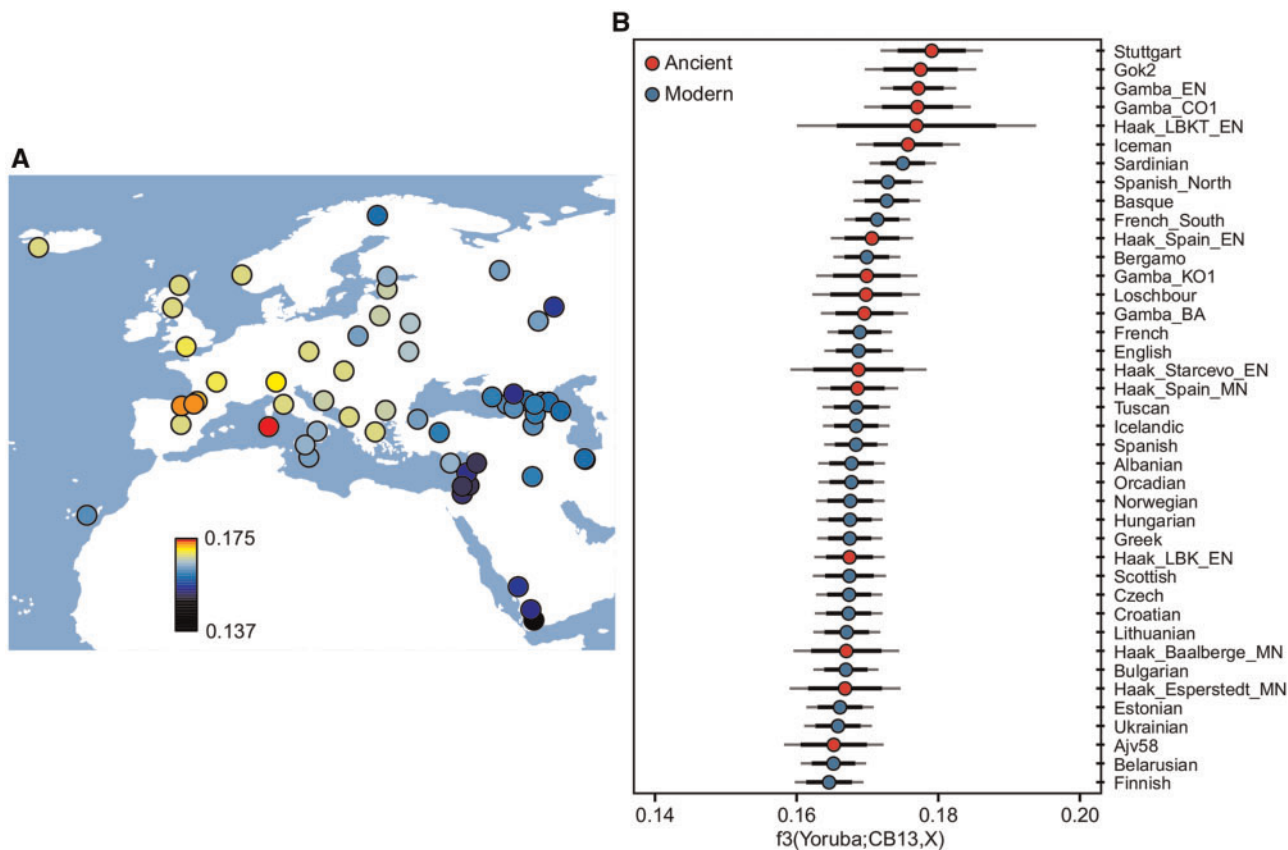 A
0.175
0.137
B
Ancient
Modern
Stuttgart
Gok2
Gamba_EN
Gamba_CO1
Haak_LBKT_EN
Iceman
Sardinian
Spanish_North
Basque
French_South
Haak_Spain_EN
Bergamo
Gamba_KO1
Loschbour
Gamba_BA
French
English
Haak_Starcevo_EN
Haak_Spain_MN
Tuscan
Icelandic
Spanish
Albanian
Orcadian
Norwegian
Hungarian
Greek
Haak_LBK_EN
Scottish
Czech
Croatian
Lithuanian
Haak_Baalberge_MN
Bulgarian
Haak_Esperstedt_MN
Estonian
Ukrainian
Ajv58
Belarusian
Finnish
0.14 0.16 0.18 0.20
f3(Yoruba;CB13,X)